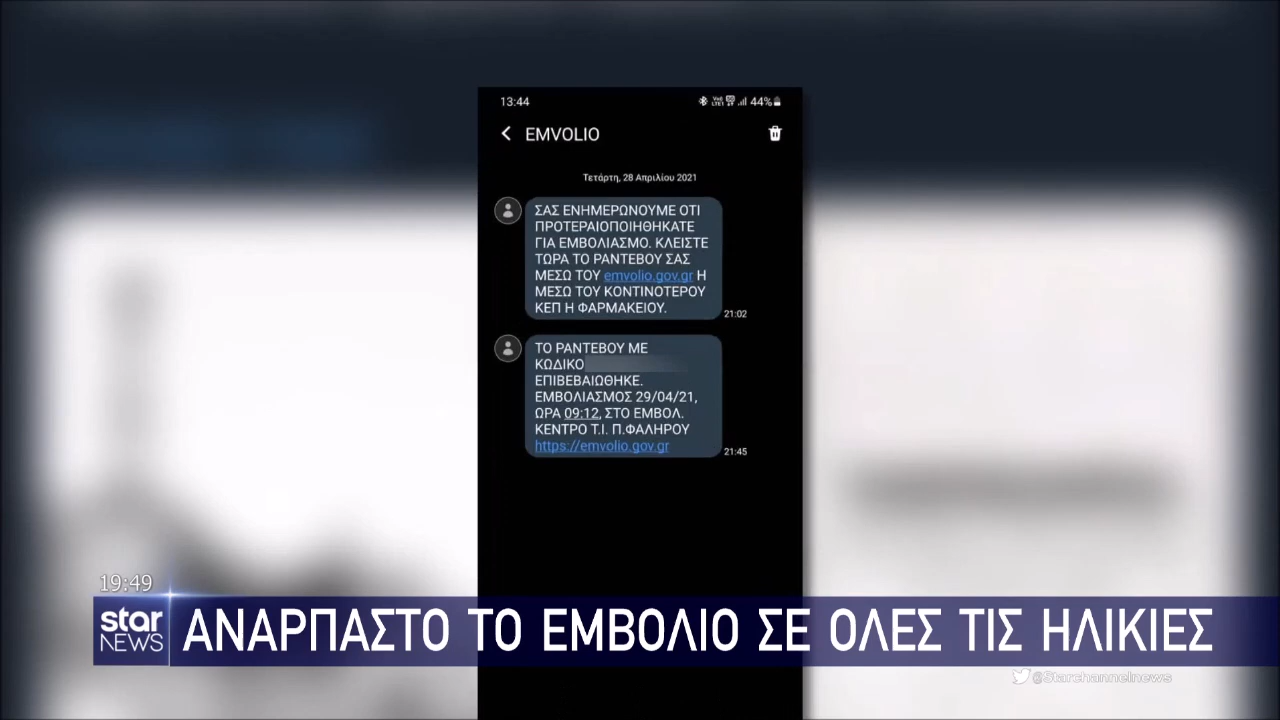 13:44
44%
EMVOLIO
Τετάρτη, 28 Απριλίου 2021
ΣΑΣ ΕΝΗΜΕΡΩΝΟΥΜΕ ΟΤΙ
ΠΡΟΤΕΡΑΙΟΠΟΙΗΘΗΚΑΤΕ
ΓΙΑ ΕΜΒΟΛΙΑΣΜΟ. ΚΛΕΙΣΤΕ
ΤΩΡΑ ΤΟ ΡΑΝΤΕΒΟΥ ΣΑΣ
ΜΕΣΩ ΤΟΥ emvolio.gov.gr Η
ΜΕΣΩ ΤΟΥ ΚΟΝΤΙΝΟΤΕΡΟΥ
ΚΕΠ Η ΦΑΡΜΑΚΕΙΟΥ.
21:02
ΤΟ ΡΑΝΤΕΒΟΥ ΜΕ
ΚΩΔΙΚΟ
ΕΠΙΒΕΒΑΙΩΘΗΚΕ.
ΕΜΒΟΛΙΑΣΜΟΣ 29/04/21,
ΩΡΑ 09:12, ΣΤΟ ΕΜΒΟΛ.
ΚΕΝΤΡΟ Τ.Ι. Π.ΦΑΛΗΡΟΥ
https://emvolio.gov.gr
21:45
19:49
star
NEWS
ΑΝΑΡΠΑΣΤΟ ΤΟ ΕΜΒΟΛΙΟ ΣΕ ΟΛΕΣ ΤΙΣ ΗΛΙΚΙΕΣ
@Starchannelnews